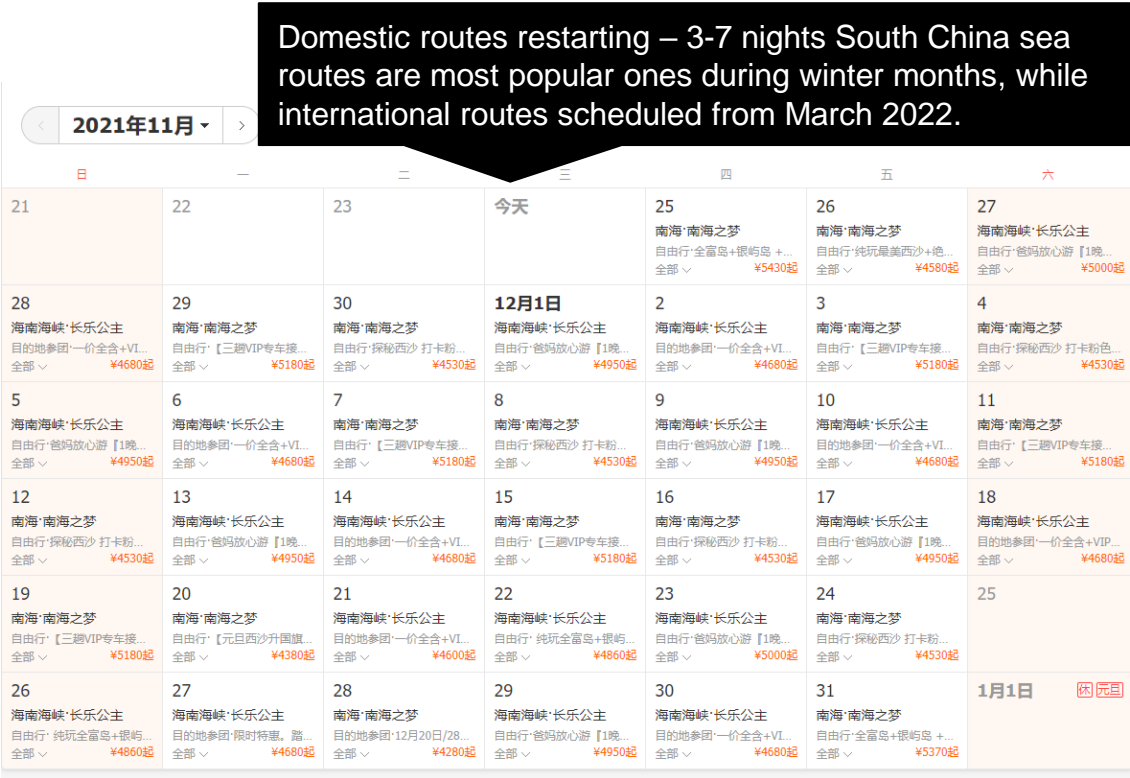 Domestic routes restarting – 3-7 nights South China sea
routes are most popular ones during winter months, while
international routes scheduled from March 2022.
2021年11月
日 一 二 三 四 五 六
21 22 23 今天 25 26 27
南海·南海之梦 南海·南海之梦 海南海峡·长乐公主
自由行·全富岛+银屿岛 +... 自由行·纯玩最美西沙+绝... 自由行·爸妈放心游『1晚...
全部 ¥5430起 全部 ¥4580起 全部 ¥5000起
28 29 30 12月1日 2 3 4
海南海峡·长乐公主 南海·南海之梦 南海·南海之梦 海南海峡·长乐公主 海南海峡·长乐公主 南海·南海之梦 南海·南海之梦
目的地参团·一价全含+VI... 自由行·【三趟VIP专车接... 自由行·探秘西沙 打卡粉... 自由行·爸妈放心游『1晚... 目的地参团·一价全含+VI... 自由行·【三趟VIP专车接... 自由行·探秘西沙 打卡粉色...
全部 ¥4680起 全部 ¥5180起 全部 ¥4530起 全部 ¥4950起 全部 ¥4680起 全部 ¥5180起 全部 ¥4530起
5 6 7 8 9 10 11
海南海峡·长乐公主 海南海峡·长乐公主 南海·南海之梦 南海·南海之梦 海南海峡·长乐公主 海南海峡·长乐公主 南海·南海之梦
自由行·爸妈放心游『1晚... 目的地参团·一价全含+VI... 自由行·【三趟VIP专车接... 自由行·探秘西沙 打卡粉... 自由行·爸妈放心游『1晚... 目的地参团·一价全含+VI... 自由行·【三趟VIP专车接...
全部 ¥4950起 全部 ¥4680起 全部 ¥5180起 全部 ¥4530起 全部 ¥4950起 全部 ¥4680起 全部 ¥5180起
12 13 14 15 16 17 18
南海·南海之梦 海南海峡·长乐公主 海南海峡·长乐公主 南海·南海之梦 南海·南海之梦 海南海峡·长乐公主 海南海峡·长乐公主
自由行·探秘西沙 打卡粉... 自由行·爸妈放心游『1晚... 目的地参团·一价全含+VI... 自由行·【三趟VIP专车接... 自由行·探秘西沙 打卡粉... 自由行·爸妈放心游『1晚... 目的地参团·一价全含+VIP...
全部 ¥4530起 全部 ¥4950起 全部 ¥4680起 全部 ¥5180起 全部 ¥4530起 全部 ¥4950起 全部 ¥4680起
19 20 21 22 23 24 25
南海·南海之梦 南海·南海之梦 海南海峡·长乐公主 海南海峡·长乐公主 海南海峡·长乐公主 南海·南海之梦
自由行·【三趟VIP专车接... 自由行·【元旦西沙升国旗... 目的地参团·一价全含+VI... 自由行· 纯玩全富岛+银屿... 自由行·爸妈放心游『1晚... 自由行·探秘西沙 打卡粉...
全部 ¥5180起 全部 ¥4380起 全部 ¥4600起 全部 ¥4860起 全部 ¥5000起 全部 ¥4530起
26 27 28 29 30 31 1月1日 休 元旦
海南海峡·长乐公主 海南海峡·长乐公主 南海·南海之梦 海南海峡·长乐公主 海南海峡·长乐公主 南海·南海之梦
自由行· 纯玩全富岛+银屿... 目的地参团·限时特惠。踏... 目的地参团·12月20日/28... 自由行·爸妈放心游『1晚... 目的地参团·一价全含+VI... 自由行·全富岛+银屿岛 +...
全部 ¥4860起 全部 ¥4680起 全部 ¥4280起 全部 ¥4950起 全部 ¥4680起 全部 ¥5370起